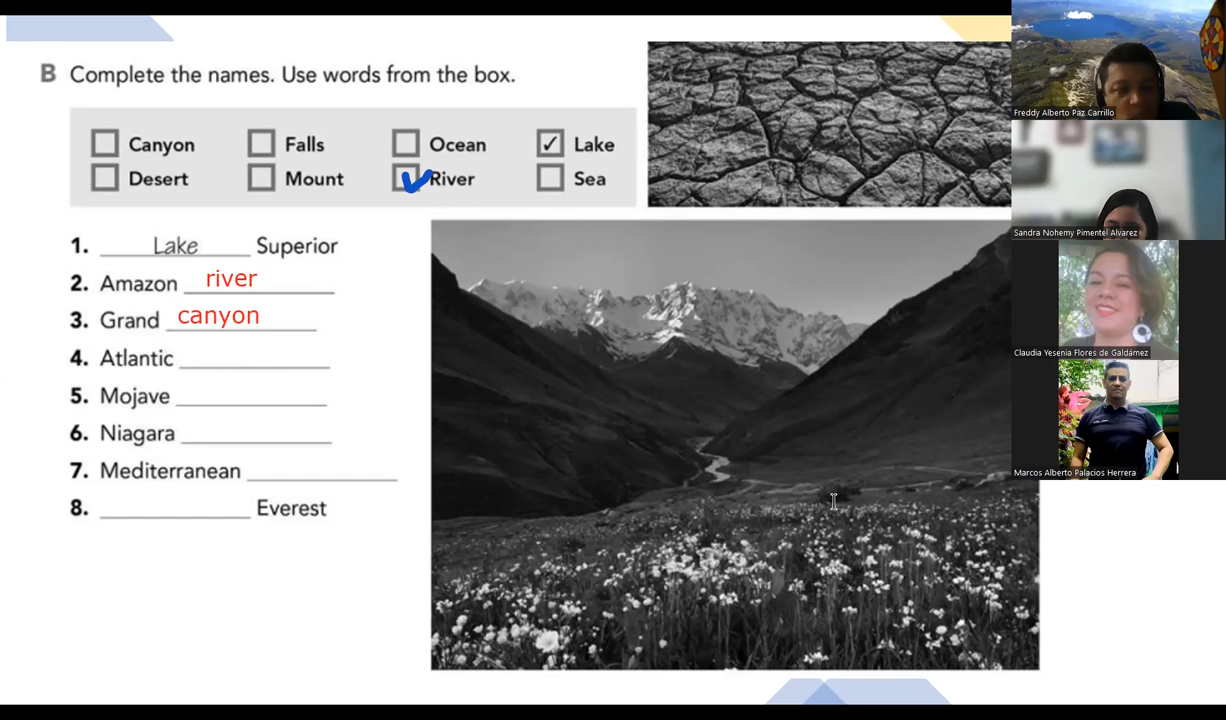 B Complete the names. Use words from the box.
Canyon Falls Ocean ✓ Lake
Desert Mount River Sea
1. Lake Superior
2. Amazon river
3. Grand canyon
4. Atlantic
5. Mojave
6. Niagara
7. Mediterranean
8. Everest
Freddy Alberto Paz Carrillo
Sandra Nohemy Pimentel Alvarez
Claudia Yesenia Flores de Galdámez
Marcos Alberto Palacios Herrera